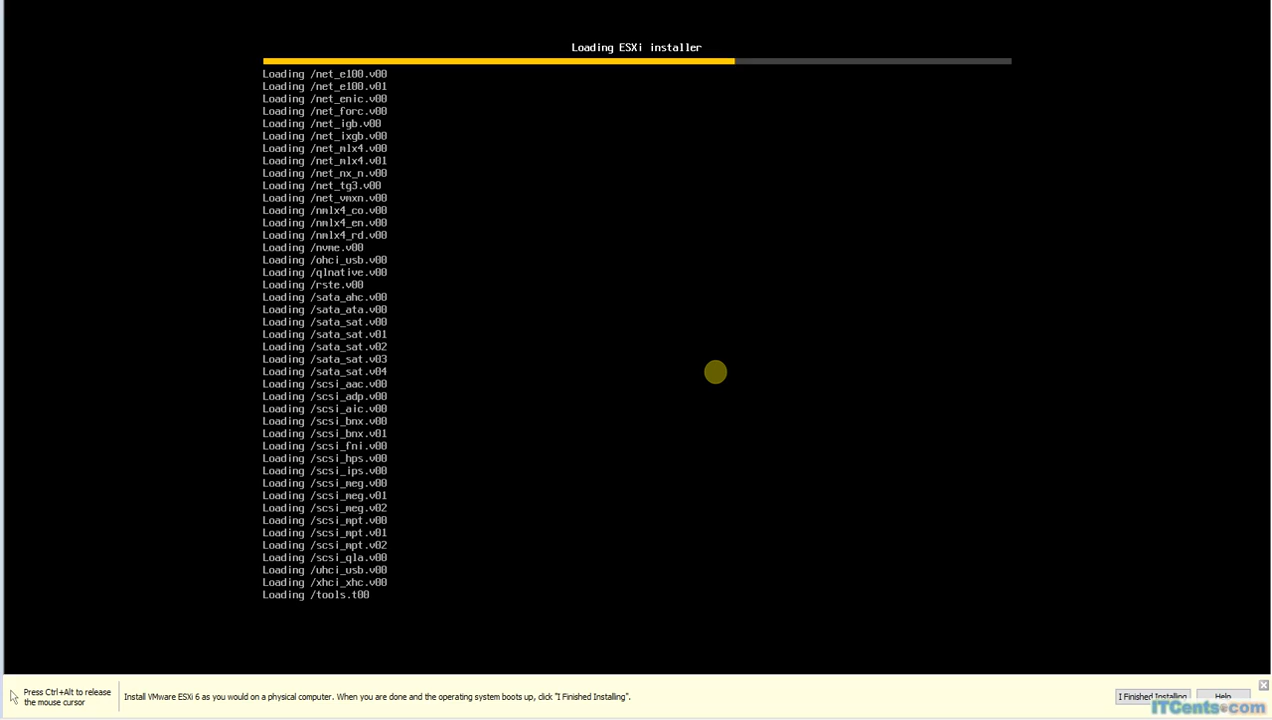 Loading ESXi installer
Loading /net_e100.v00
Loading /net_e100.v01
Loading /net_enic.v00
Loading /net_forc.v00
Loading /net_igb.v00
Loading /net_ixgb.v00
Loading /net_mlx4.v00
Loading /net_mlx4.v01
Loading /net_nx_n.v00
Loading /net_tg3.v00
Loading /net_vmxn.v00
Loading /nmlx4_co.v00
Loading /nmlx4_en.v00
Loading /nmlx4_rd.v00
Loading /nvme.v00
Loading /ohci_usb.v00
Loading /qlnative.v00
Loading /rste.v00
Loading /sata_ahc.v00
Loading /sata_ata.v00
Loading /sata_sat.v00
Loading /sata_sat.v01
Loading /sata_sat.v02
Loading /sata_sat.v03
Loading /sata_sat.v04
Loading /scsi_aac.v00
Loading /scsi_adp.v00
Loading /scsi_aic.v00
Loading /scsi_bnx.v00
Loading /scsi_bnx.v01
Loading /scsi_fni.v00
Loading /scsi_hps.v00
Loading /scsi_ips.v00
Loading /scsi_meg.v00
Loading /scsi_meg.v01
Loading /scsi_meg.v02
Loading /scsi_mpt.v00
Loading /scsi_mpt.v01
Loading /scsi_mpt.v02
Loading /scsi_qla.v00
Loading /uhci_usb.v00
Loading /xhci_xhc.v00
Loading /tools.t00
Press Ctrl+Alt to release
the mouse cursor
Install VMware ESXi 6 as you would on a physical computer. When you are done and the operating system boots up, click "I Finished Installing".
I Finished Installing
Help
ITCents.com